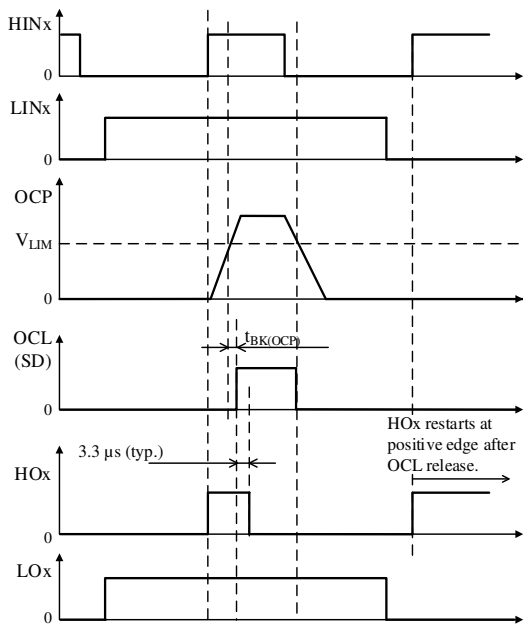 HINx
0
LINx
0
OCP
VLIM
0
OCL
(SD)
tBK(OCP)
0
HOx restarts at
positive edge after
OCL release.
3.3 µs (typ.)
HOx
0
LOx
0